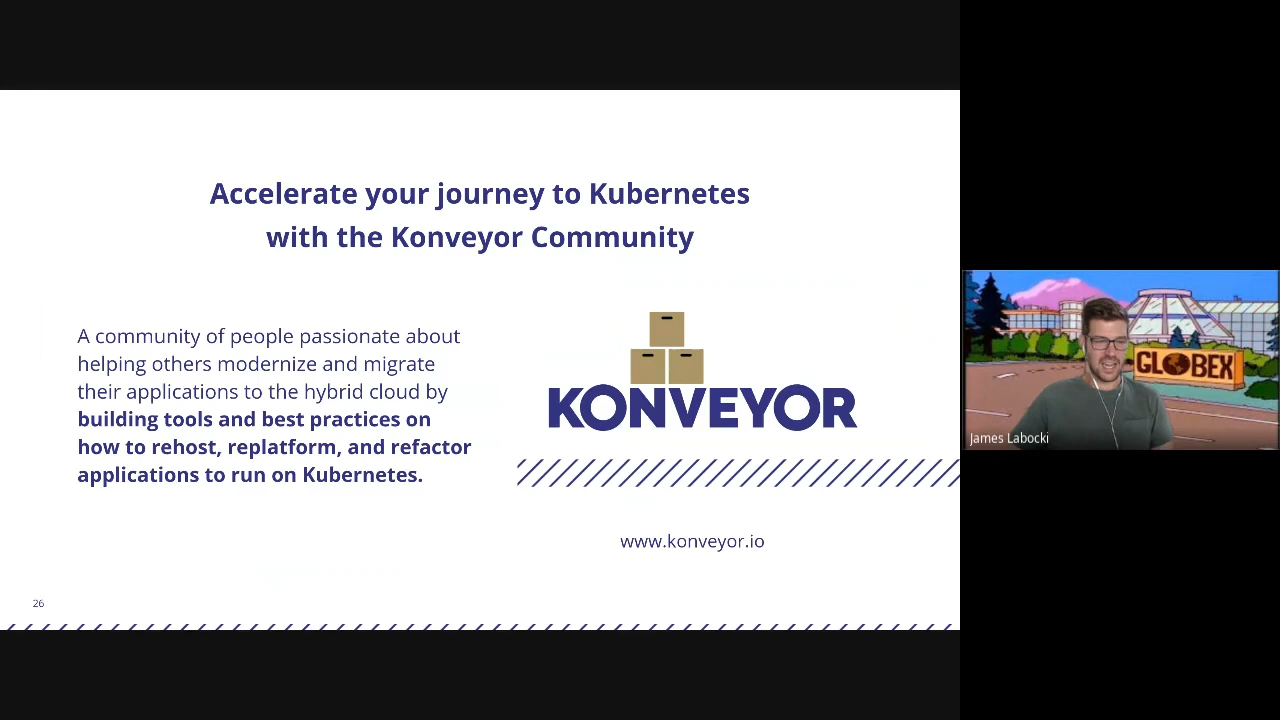 Accelerate your journey to Kubernetes
with the Konveyor Community
A community of people passionate about
helping others modernize and migrate
their applications to the hybrid cloud by
building tools and best practices on
how to rehost, replatform, and refactor
applications to run on Kubernetes.
KONVEYOR
www.konveyor.io
26
GLOBEX
James Labocki